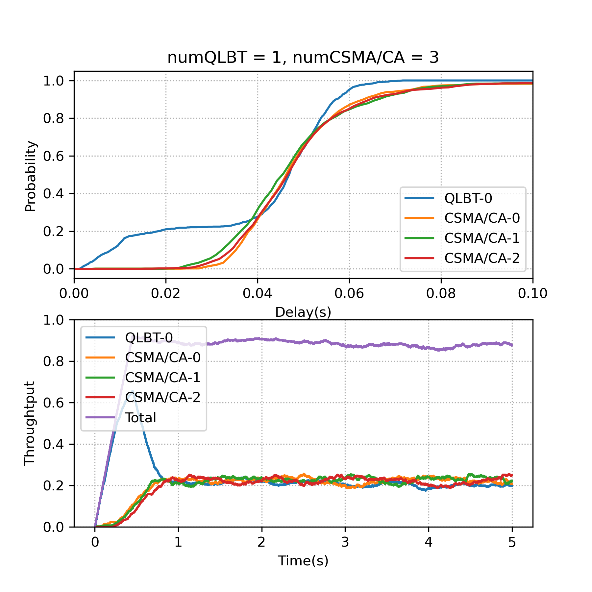 numQLBT = 1, numCSMA/CA = 3
1.0
0.8
0.6
0.4
0.2
0.0
Probability
QLBT-0
CSMA/CA-0
CSMA/CA-1
CSMA/CA-2
0.00 0.02 0.04 0.06 0.08 0.10
Delay(s)
1.0
0.8
0.6
0.4
0.2
0.0
Throughtput
QLBT-0
CSMA/CA-0
CSMA/CA-1
CSMA/CA-2
Total
0 1 2 3 4 5
Time(s)